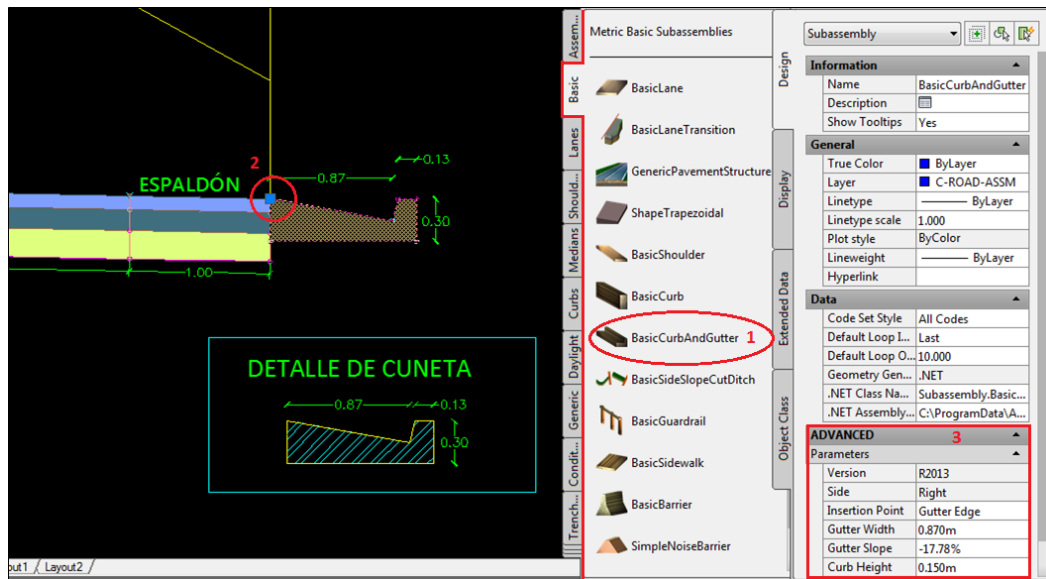 2
ESPALDÓN
0.87
0.13
0.30
1.00
DETALLE DE CUNETA
0.87
0.13
0.30
Layout2
Assem...
Basic
Lanes
Should...
Medians
Curbs
Daylight
Generic
Condit...
Trench...
Metric Basic Subassemblies
BasicLane
BasicLaneTransition
GenericPavementStructure
ShapeTrapezoidal
BasicShoulder
BasicCurb
BasicCurbAndGutter 1
BasicSideSlopeCutDitch
BasicGuardrail
BasicSidewalk
BasicBarrier
SimpleNoiseBarrier
Design
Display
Extended Data
Object Class
Subassembly
Information
Name BasicCurbAndGutter
Description
Show Tooltips Yes
General
True Color ByLayer
Layer C-ROAD-ASSM
Linetype ByLayer
Linetype scale 1.000
Plot style ByColor
Lineweight ByLayer
Hyperlink
Data
Code Set Style All Codes
Default Loop I... Last
Default Loop O... 10.000
Geometry Gen... .NET
.NET Class Na... Subassembly.Basic...
.NET Assembly... C:\ProgramData\A...
ADVANCED 3
Parameters
Version R2013
Side Right
Insertion Point Gutter Edge
Gutter Width 0.870m
Gutter Slope -17.78%
Curb Height 0.150m